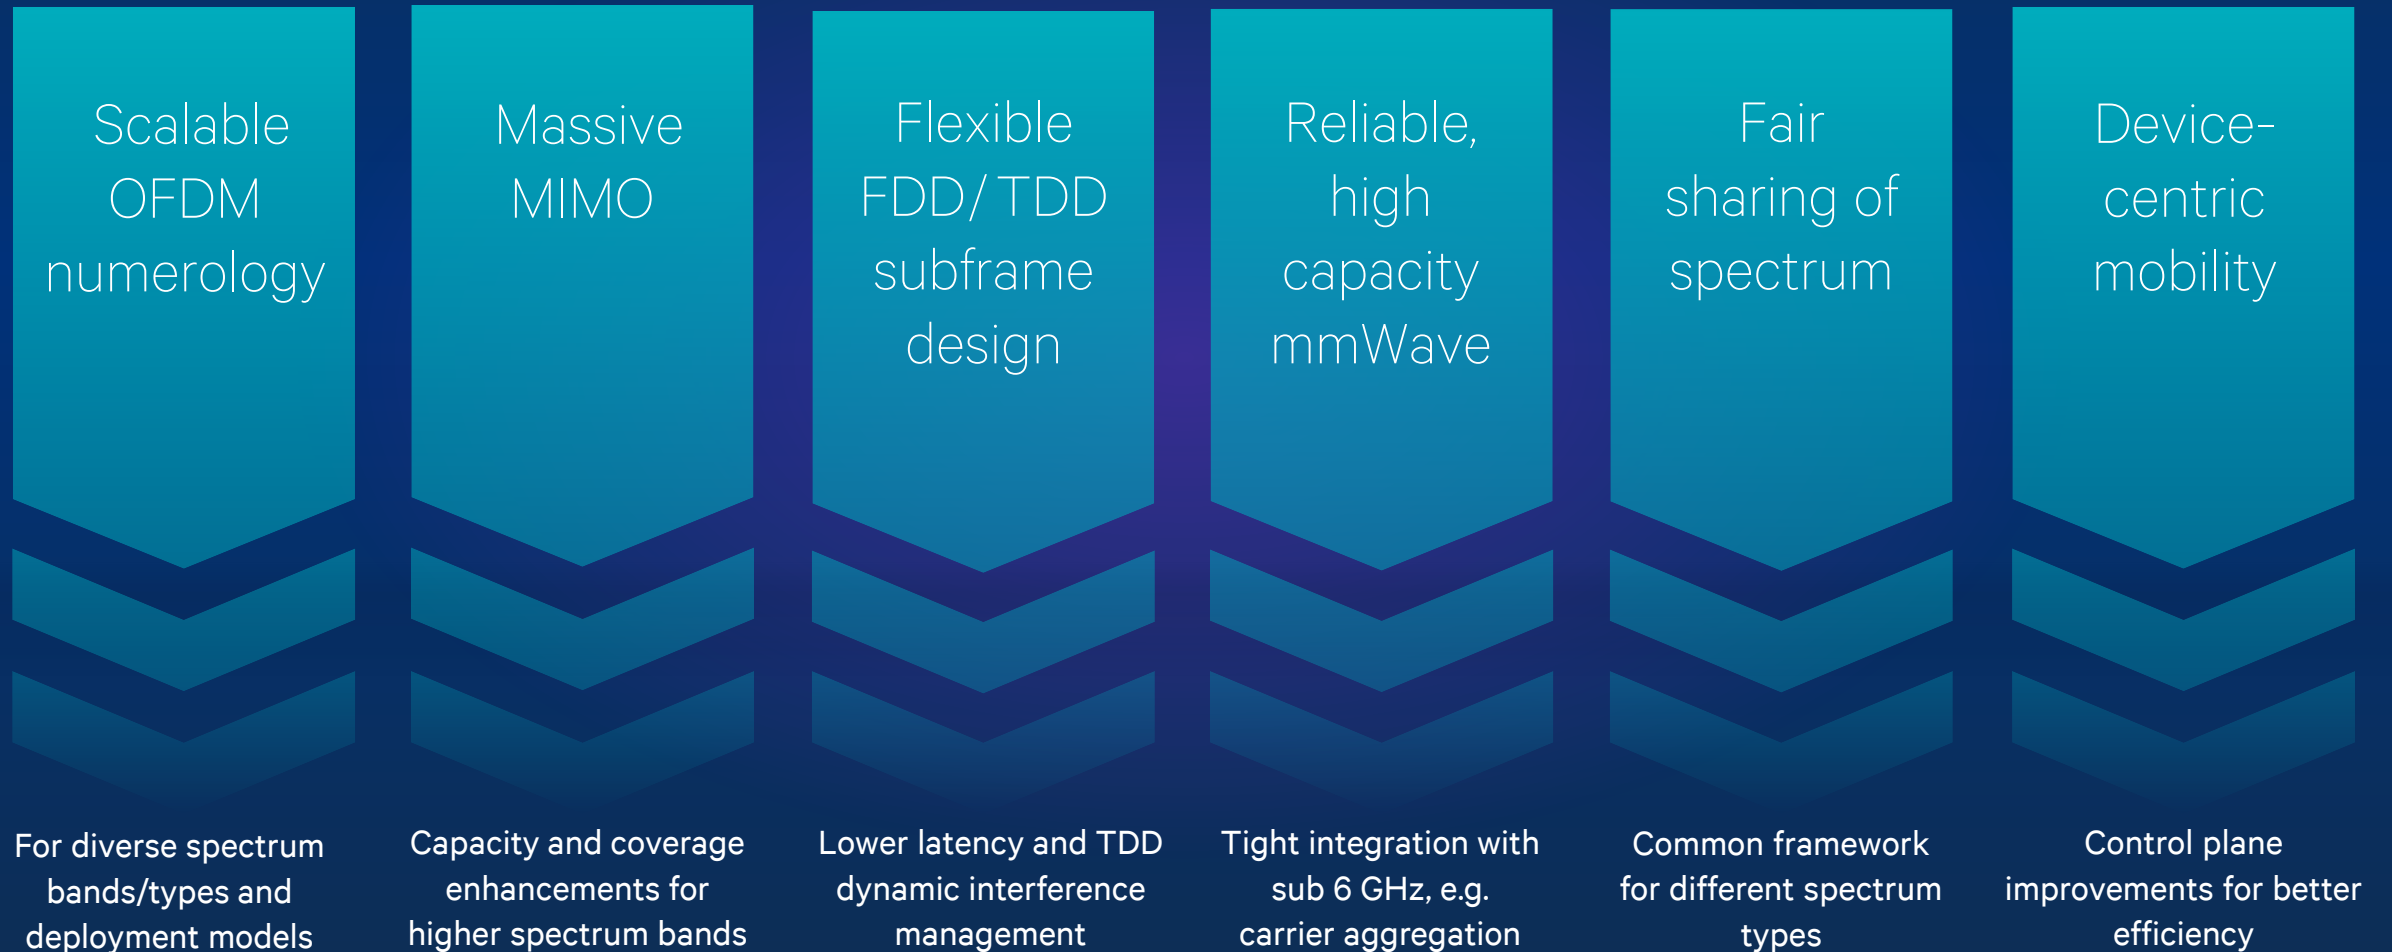 Scalable
OFDM
numerology
Massive
MIMO
Flexible
FDD/TDD
subframe
design
Reliable,
high
capacity
mmWave
Fair
sharing of
spectrum
Device-
centric
mobility
For diverse spectrum
bands/types and
deployment models
Capacity and coverage
enhancements for
higher spectrum bands
Lower latency and TDD
dynamic interference
management
Tight integration with
sub 6 GHz, e.g.
carrier aggregation
Common framework
for different spectrum
types
Control plane
improvements for better
efficiency